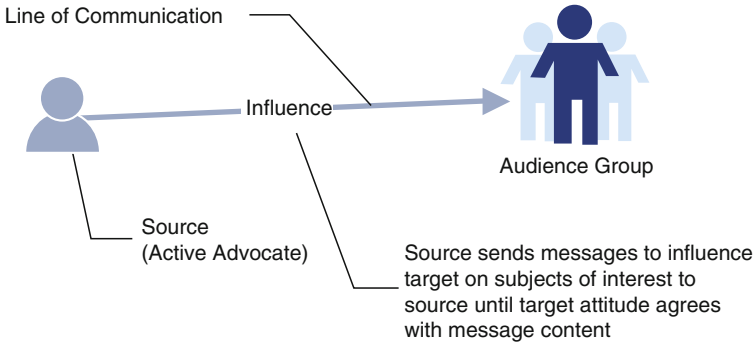 Line of Communication
Influence
Audience Group
Source
(Active Advocate)
Source sends messages to influence
target on subjects of interest to
source until target attitude agrees
with message content